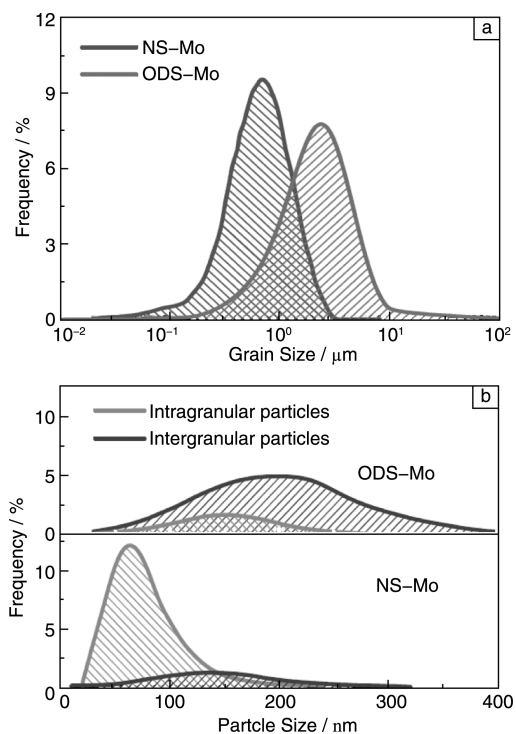 12
a
NS−Mo
ODS−Mo
9
6
3
0
Frequency / %
10⁻² 10⁻¹ 10⁰ 10¹ 10²
Grain Size / μm
b
Intragranular particles
Intergranular particles
10
ODS−Mo
5
0
NS−Mo
10
5
0
Frequency / %
0 100 200 300 400
Partcle Size / nm